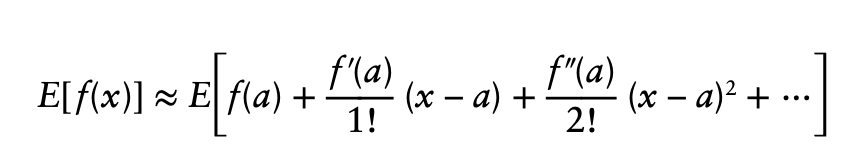 E[f(x)] ≈ E[f(a) + f′(a)/1! (x − a) + f″(a)/2! (x − a)² + ⋯]